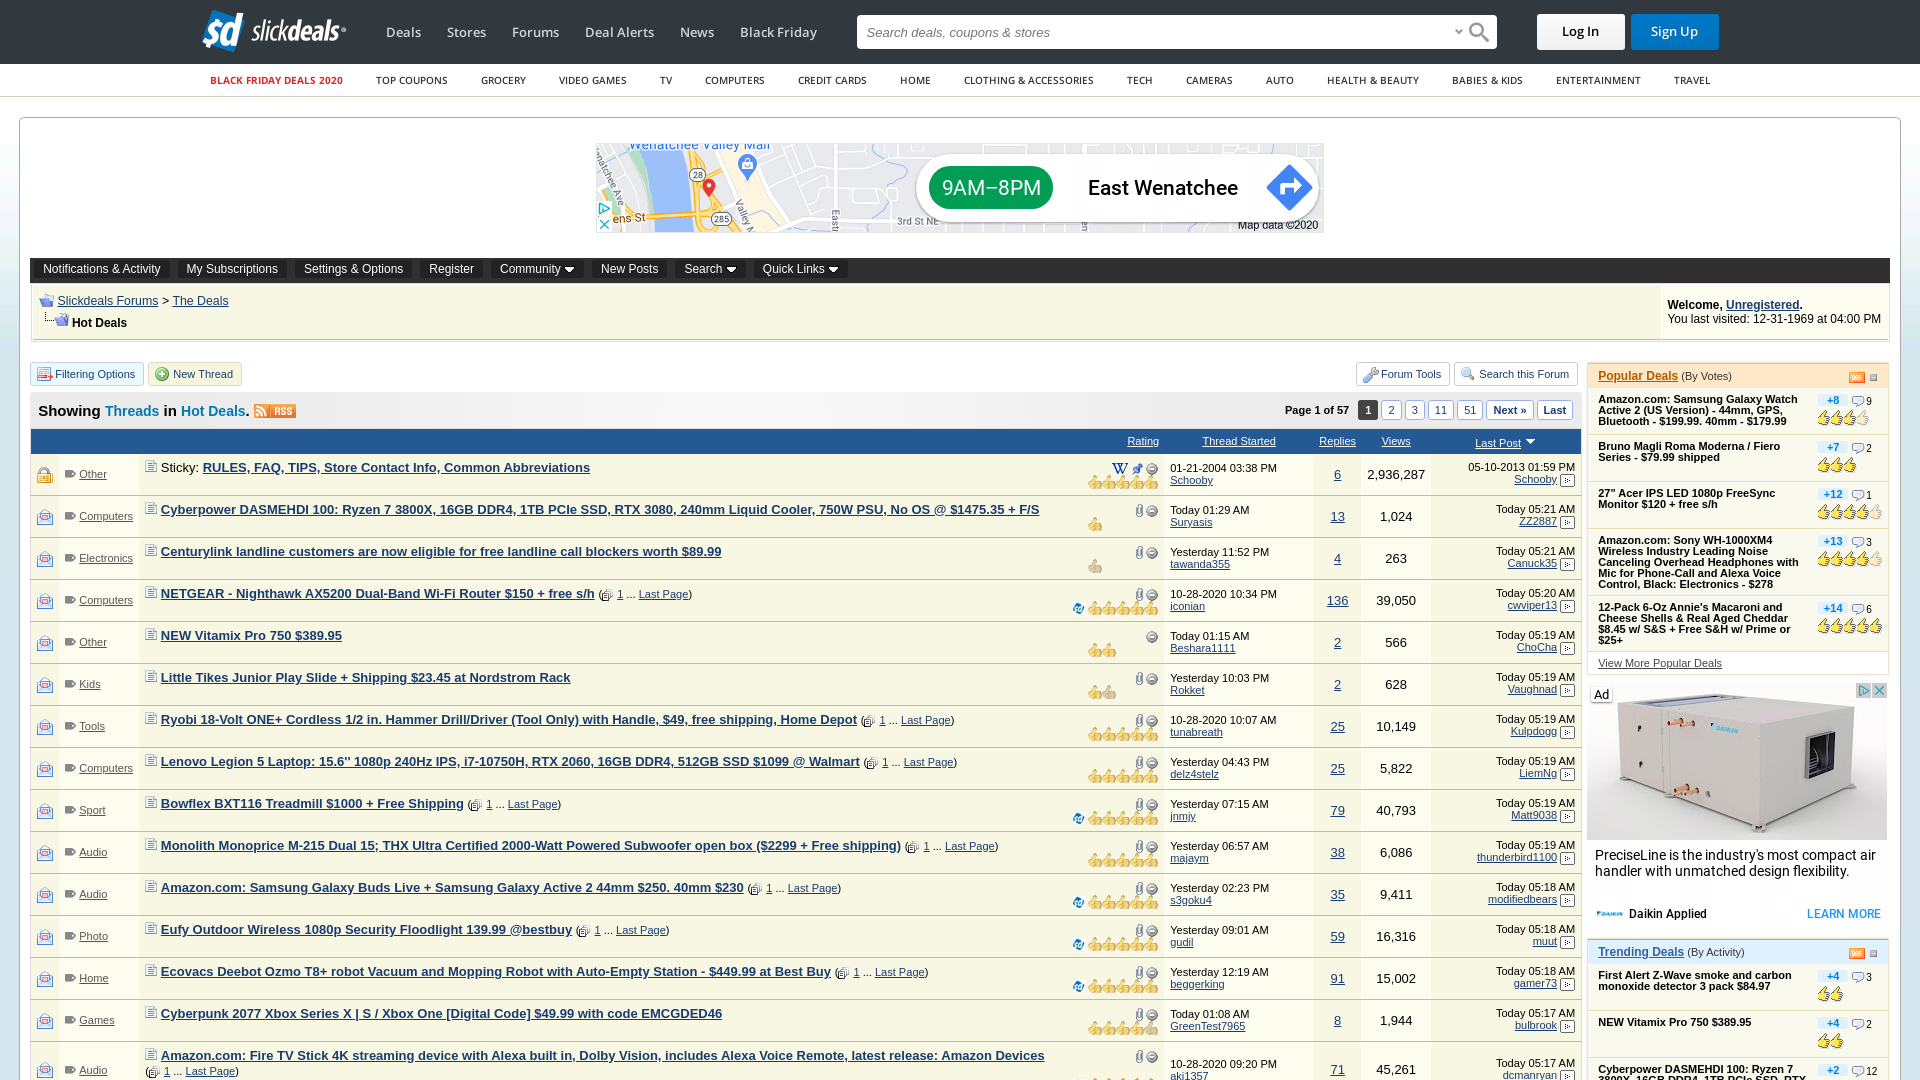 slickdeals
Deals
Stores
Forums
Deal Alerts
News
Black Friday
Search deals, coupons & stores
Log In
Sign Up
BLACK FRIDAY DEALS 2020
TOP COUPONS
GROCERY
VIDEO GAMES
TV
COMPUTERS
CREDIT CARDS
HOME
CLOTHING & ACCESSORIES
TECH
CAMERAS
AUTO
HEALTH & BEAUTY
BABIES & KIDS
ENTERTAINMENT
TRAVEL
Wenatchee Valley Mall
28
285
3rd St NE
9AM–8PM
East Wenatchee
Map data ©2020
Notifications & Activity
My Subscriptions
Settings & Options
Register
Community
New Posts
Search
Quick Links
Slickdeals Forums > The Deals
Hot Deals
Welcome, Unregistered.
You last visited: 12-31-1969 at 04:00 PM
Filtering Options
New Thread
Forum Tools
Search this Forum
Showing Threads in Hot Deals. RSS
Page 1 of 57 1 2 3 11 51 Next » Last
Rating Thread Started Replies Views Last Post
Other Sticky: RULES, FAQ, TIPS, Store Contact Info, Common Abbreviations 01-21-2004 03:38 PM Schooby 6 2,936,287 05-10-2013 01:59 PM Schooby
Computers Cyberpower DASMEHDI 100: Ryzen 7 3800X, 16GB DDR4, 1TB PCIe SSD, RTX 3080, 240mm Liquid Cooler, 750W PSU, No OS @ $1475.35 + F/S Today 01:29 AM Suryasis 13 1,024 Today 05:21 AM ZZ2887
Electronics Centurylink landline customers are now eligible for free landline call blockers worth $89.99 Yesterday 11:52 PM tawanda355 4 263 Today 05:21 AM Canuck35
Computers NETGEAR - Nighthawk AX5200 Dual-Band Wi-Fi Router $150 + free s/h ( 1 ... Last Page) 10-28-2020 10:34 PM iconian 136 39,050 Today 05:20 AM cwviper13
Other NEW Vitamix Pro 750 $389.95 Today 01:15 AM Beshara1111 2 566 Today 05:19 AM ChoCha
Kids Little Tikes Junior Play Slide + Shipping $23.45 at Nordstrom Rack Yesterday 10:03 PM Rokket 2 628 Today 05:19 AM Vaughnad
Tools Ryobi 18-Volt ONE+ Cordless 1/2 in. Hammer Drill/Driver (Tool Only) with Handle, $49, free shipping, Home Depot ( 1 ... Last Page) 10-28-2020 10:07 AM tunabreath 25 10,149 Today 05:19 AM Kulpdogg
Computers Lenovo Legion 5 Laptop: 15.6" 1080p 240Hz IPS, i7-10750H, RTX 2060, 16GB DDR4, 512GB SSD $1099 @ Walmart ( 1 ... Last Page) Yesterday 04:43 PM delz4stelz 25 5,822 Today 05:19 AM LiemNg
Sport Bowflex BXT116 Treadmill $1000 + Free Shipping ( 1 ... Last Page) Yesterday 07:15 AM jnmjy 79 40,793 Today 05:19 AM Matt9038
Audio Monolith Monoprice M-215 Dual 15; THX Ultra Certified 2000-Watt Powered Subwoofer open box ($2299 + Free shipping) ( 1 ... Last Page) Yesterday 06:57 AM majaym 38 6,086 Today 05:19 AM thunderbird1100
Audio Amazon.com: Samsung Galaxy Buds Live + Samsung Galaxy Active 2 44mm $250. 40mm $230 ( 1 ... Last Page) Yesterday 02:23 PM s3goku4 35 9,411 Today 05:18 AM modifiedbears
Photo Eufy Outdoor Wireless 1080p Security Floodlight 139.99 @bestbuy ( 1 ... Last Page) Yesterday 09:01 AM gudil 59 16,316 Today 05:18 AM muut
Home Ecovacs Deebot Ozmo T8+ robot Vacuum and Mopping Robot with Auto-Empty Station - $449.99 at Best Buy ( 1 ... Last Page) Yesterday 12:19 AM beggerking 91 15,002 Today 05:18 AM gamer73
Games Cyberpunk 2077 Xbox Series X | S / Xbox One [Digital Code] $49.99 with code EMCGDED46 Today 01:08 AM GreenTest7965 8 1,944 Today 05:17 AM bulbrook
Audio Amazon.com: Fire TV Stick 4K streaming device with Alexa built in, Dolby Vision, includes Alexa Voice Remote, latest release: Amazon Devices ( 1 ... Last Page) 10-28-2020 09:20 PM aki1357 71 45,261 Today 05:17 AM dcmanryan
Popular Deals (By Votes)
Amazon.com: Samsung Galaxy Watch
Active 2 (US Version) - 44mm, GPS,
Bluetooth - $199.99. 40mm - $179.99
+8 9
Bruno Magli Roma Moderna / Fiero
Series - $79.99 shipped
+7 2
27" Acer IPS LED 1080p FreeSync
Monitor $120 + free s/h
+12 1
Amazon.com: Sony WH-1000XM4
Wireless Industry Leading Noise
Canceling Overhead Headphones with
Mic for Phone-Call and Alexa Voice
Control, Black: Electronics - $278
+13 3
12-Pack 6-Oz Annie's Macaroni and
Cheese Shells & Real Aged Cheddar
$8.45 w/ S&S + Free S&H w/ Prime or
$25+
+14 6
View More Popular Deals
Ad
DAIKIN
PreciseLine is the industry's most compact air
handler with unmatched design flexibility.
Daikin Applied
LEARN MORE
Trending Deals (By Activity)
First Alert Z-Wave smoke and carbon
monoxide detector 3 pack $84.97
+4 3
NEW Vitamix Pro 750 $389.95
+4 2
Cyberpower DASMEHDI 100: Ryzen 7
3800X, 16GB DDR4, 1TB PCIe SSD, RTX
+2 12